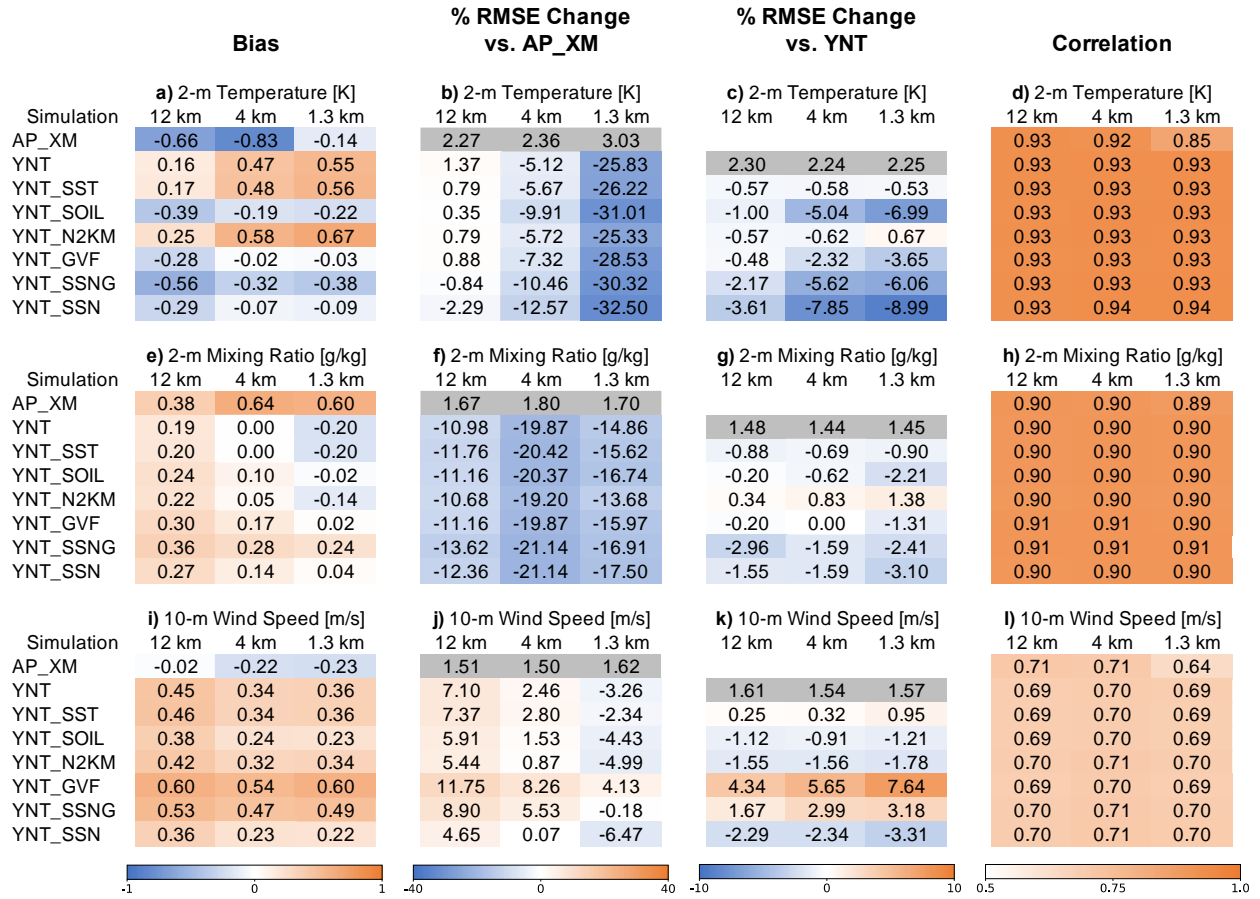 Bias % RMSE Change vs. AP_XM % RMSE Change vs. YNT Correlation
a) 2-m Temperature [K] b) 2-m Temperature [K] c) 2-m Temperature [K] d) 2-m Temperature [K]
Simulation 12 km 4 km 1.3 km 12 km 4 km 1.3 km 12 km 4 km 1.3 km 12 km 4 km 1.3 km
AP_XM -0.66 -0.83 -0.14 2.27 2.36 3.03 0.93 0.92 0.85
YNT 0.16 0.47 0.55 1.37 -5.12 -25.83 2.30 2.24 2.25 0.93 0.93 0.93
YNT_SST 0.17 0.48 0.56 0.79 -5.67 -26.22 -0.57 -0.58 -0.53 0.93 0.93 0.93
YNT_SOIL -0.39 -0.19 -0.22 0.35 -9.91 -31.01 -1.00 -5.04 -6.99 0.93 0.93 0.93
YNT_N2KM 0.25 0.58 0.67 0.79 -5.72 -25.33 -0.57 -0.62 0.67 0.93 0.93 0.93
YNT_GVF -0.28 -0.02 -0.03 0.88 -7.32 -28.53 -0.48 -2.32 -3.65 0.93 0.93 0.93
YNT_SSNG -0.56 -0.32 -0.38 -0.84 -10.46 -30.32 -2.17 -5.62 -6.06 0.93 0.93 0.93
YNT_SSN -0.29 -0.07 -0.09 -2.29 -12.57 -32.50 -3.61 -7.85 -8.99 0.93 0.94 0.94
e) 2-m Mixing Ratio [g/kg] f) 2-m Mixing Ratio [g/kg] g) 2-m Mixing Ratio [g/kg] h) 2-m Mixing Ratio [g/kg]
Simulation 12 km 4 km 1.3 km 12 km 4 km 1.3 km 12 km 4 km 1.3 km 12 km 4 km 1.3 km
AP_XM 0.38 0.64 0.60 1.67 1.80 1.70 0.90 0.90 0.89
YNT 0.19 0.00 -0.20 -10.98 -19.87 -14.86 1.48 1.44 1.45 0.90 0.90 0.90
YNT_SST 0.20 0.00 -0.20 -11.76 -20.42 -15.62 -0.88 -0.69 -0.90 0.90 0.90 0.90
YNT_SOIL 0.24 0.10 -0.02 -11.16 -20.37 -16.74 -0.20 -0.62 -2.21 0.90 0.90 0.90
YNT_N2KM 0.22 0.05 -0.14 -10.68 -19.20 -13.68 0.34 0.83 1.38 0.90 0.90 0.90
YNT_GVF 0.30 0.17 0.02 -11.16 -19.87 -15.97 -0.20 0.00 -1.31 0.91 0.91 0.90
YNT_SSNG 0.36 0.28 0.24 -13.62 -21.14 -16.91 -2.96 -1.59 -2.41 0.91 0.91 0.91
YNT_SSN 0.27 0.14 0.04 -12.36 -21.14 -17.50 -1.55 -1.59 -3.10 0.90 0.90 0.90
i) 10-m Wind Speed [m/s] j) 10-m Wind Speed [m/s] k) 10-m Wind Speed [m/s] l) 10-m Wind Speed [m/s]
Simulation 12 km 4 km 1.3 km 12 km 4 km 1.3 km 12 km 4 km 1.3 km 12 km 4 km 1.3 km
AP_XM -0.02 -0.22 -0.23 1.51 1.50 1.62 0.71 0.71 0.64
YNT 0.45 0.34 0.36 7.10 2.46 -3.26 1.61 1.54 1.57 0.69 0.70 0.69
YNT_SST 0.46 0.34 0.36 7.37 2.80 -2.34 0.25 0.32 0.95 0.69 0.70 0.69
YNT_SOIL 0.38 0.24 0.23 5.91 1.53 -4.43 -1.12 -0.91 -1.21 0.69 0.70 0.69
YNT_N2KM 0.42 0.32 0.34 5.44 0.87 -4.99 -1.55 -1.56 -1.78 0.70 0.71 0.70
YNT_GVF 0.60 0.54 0.60 11.75 8.26 4.13 4.34 5.65 7.64 0.69 0.70 0.69
YNT_SSNG 0.53 0.47 0.49 8.90 5.53 -0.18 1.67 2.99 3.18 0.70 0.71 0.70
YNT_SSN 0.36 0.23 0.22 4.65 0.07 -6.47 -2.29 -2.34 -3.31 0.70 0.71 0.70
-1 0 1 -40 0 40 -10 0 10 0.5 0.75 1.0